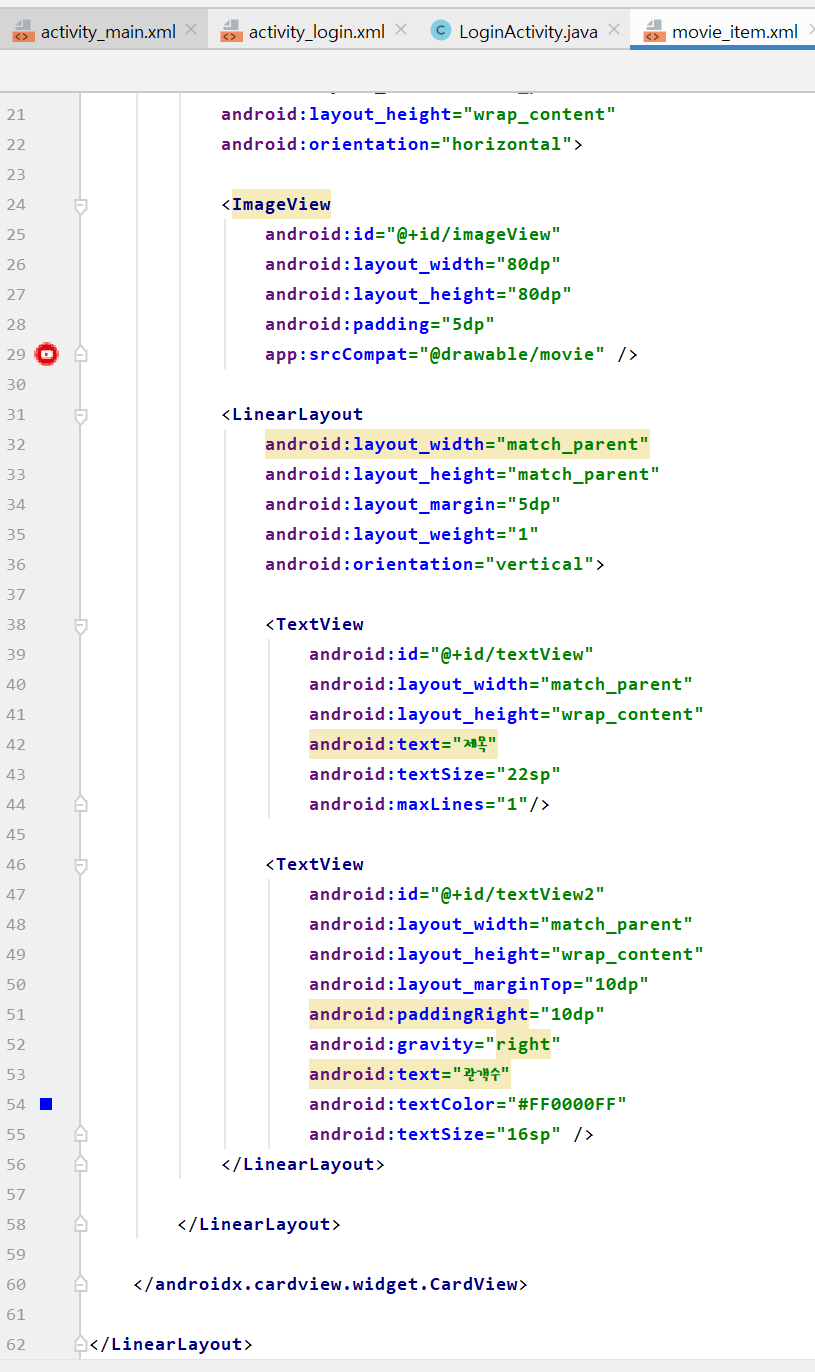 activity_main.xml activity_login.xml LoginActivity.java movie_item.xml
21 android:layout_height="wrap_content"
22 android:orientation="horizontal">
23
24 <ImageView
25 android:id="@+id/imageView"
26 android:layout_width="80dp"
27 android:layout_height="80dp"
28 android:padding="5dp"
29 app:srcCompat="@drawable/movie" />
30
31 <LinearLayout
32 android:layout_width="match_parent"
33 android:layout_height="match_parent"
34 android:layout_margin="5dp"
35 android:layout_weight="1"
36 android:orientation="vertical">
37
38 <TextView
39 android:id="@+id/textView"
40 android:layout_width="match_parent"
41 android:layout_height="wrap_content"
42 android:text="제목"
43 android:textSize="22sp"
44 android:maxLines="1"/>
45
46 <TextView
47 android:id="@+id/textView2"
48 android:layout_width="match_parent"
49 android:layout_height="wrap_content"
50 android:layout_marginTop="10dp"
51 android:paddingRight="10dp"
52 android:gravity="right"
53 android:text="관객수"
54 android:textColor="#FF0000FF"
55 android:textSize="16sp" />
56 </LinearLayout>
57
58 </LinearLayout>
59
60 </androidx.cardview.widget.CardView>
61
62 </LinearLayout>